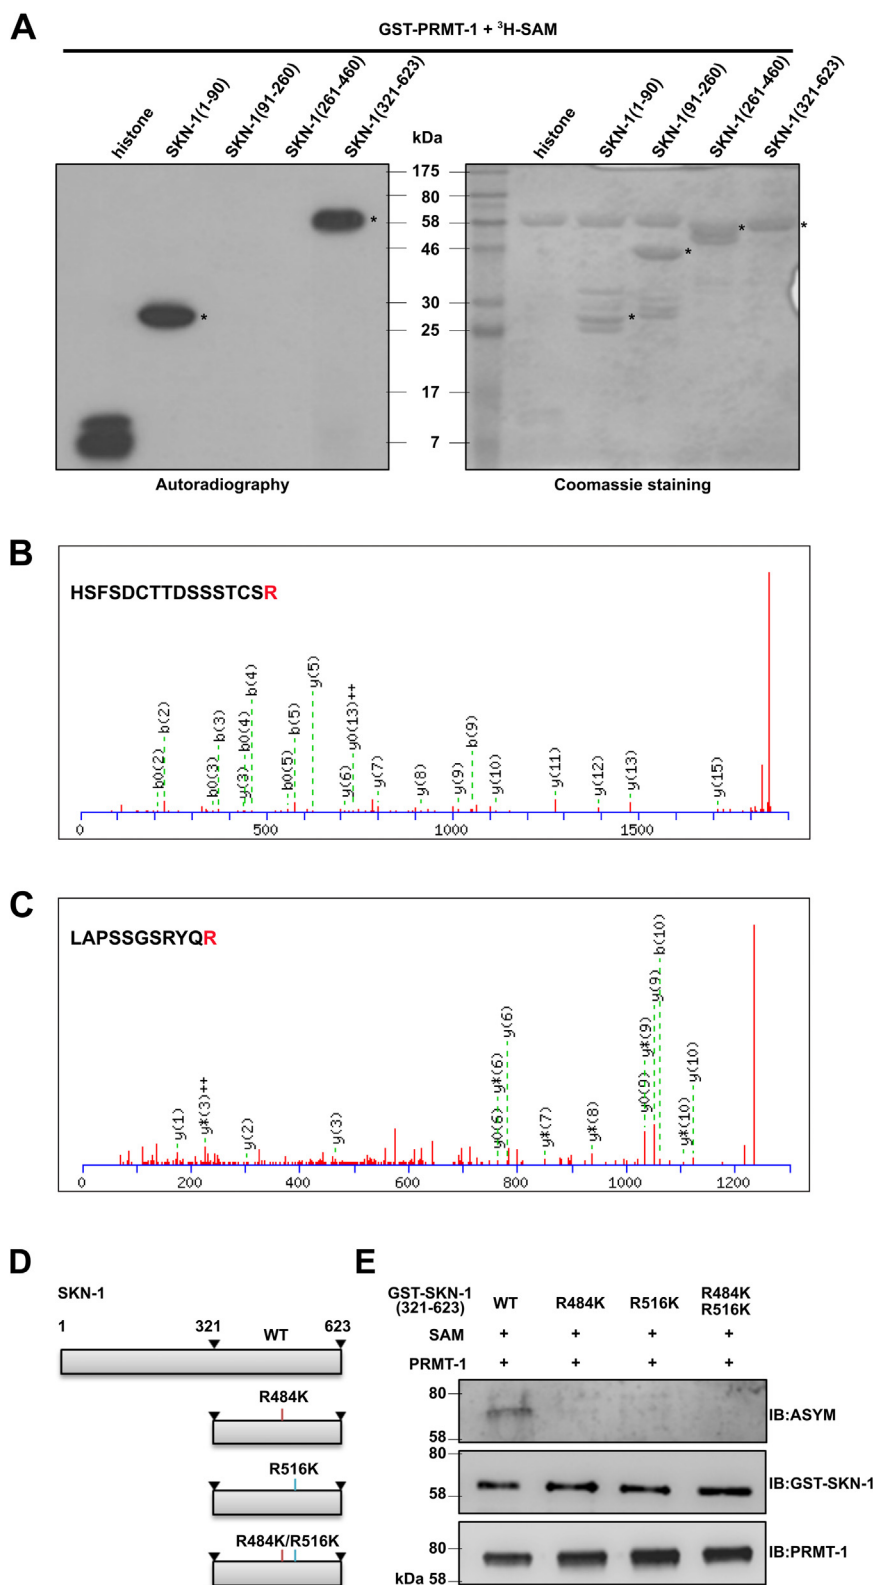 A
GST-PRMT-1 + ³H-SAM
histone
SKN-1(1-90)
SKN-1(91-260)
SKN-1(261-460)
SKN-1(321-623)
kDa
histone
SKN-1(1-90)
SKN-1(91-260)
SKN-1(261-460)
SKN-1(321-623)
175
80
58
46
30
25
17
7
*
*
*
*
*
*
Autoradiography
Coomassie staining
B
HSFSDCTTDSSSTCSR
b0(2)
b(2)
b0(3)
b(3)
y(3)
b0(4)
b(4)
b0(5)
b(5)
y(5)
y(6)
y0(13)++
y(7)
y(8)
y(9)
b(9)
y(10)
y(11)
y(12)
y(13)
y(15)
0
500
1000
1500
C
LAPSSGSRYQR
y(1)
y*(3)++
y(2)
y(3)
y0(6)
y*(6)
y(6)
y*(7)
y*(8)
y0(9)
y*(9)
y(9)
b(10)
y*(10)
y(10)
0
200
400
600
800
1000
1200
D
SKN-1
1
321
WT
623
R484K
R516K
R484K/R516K
E
GST-SKN-1
(321-623)
WT
R484K
R516K
R484K
R516K
SAM + + + +
PRMT-1 + + + +
80
58
IB:ASYM
80
58
IB:GST-SKN-1
80
kDa 58
IB:PRMT-1